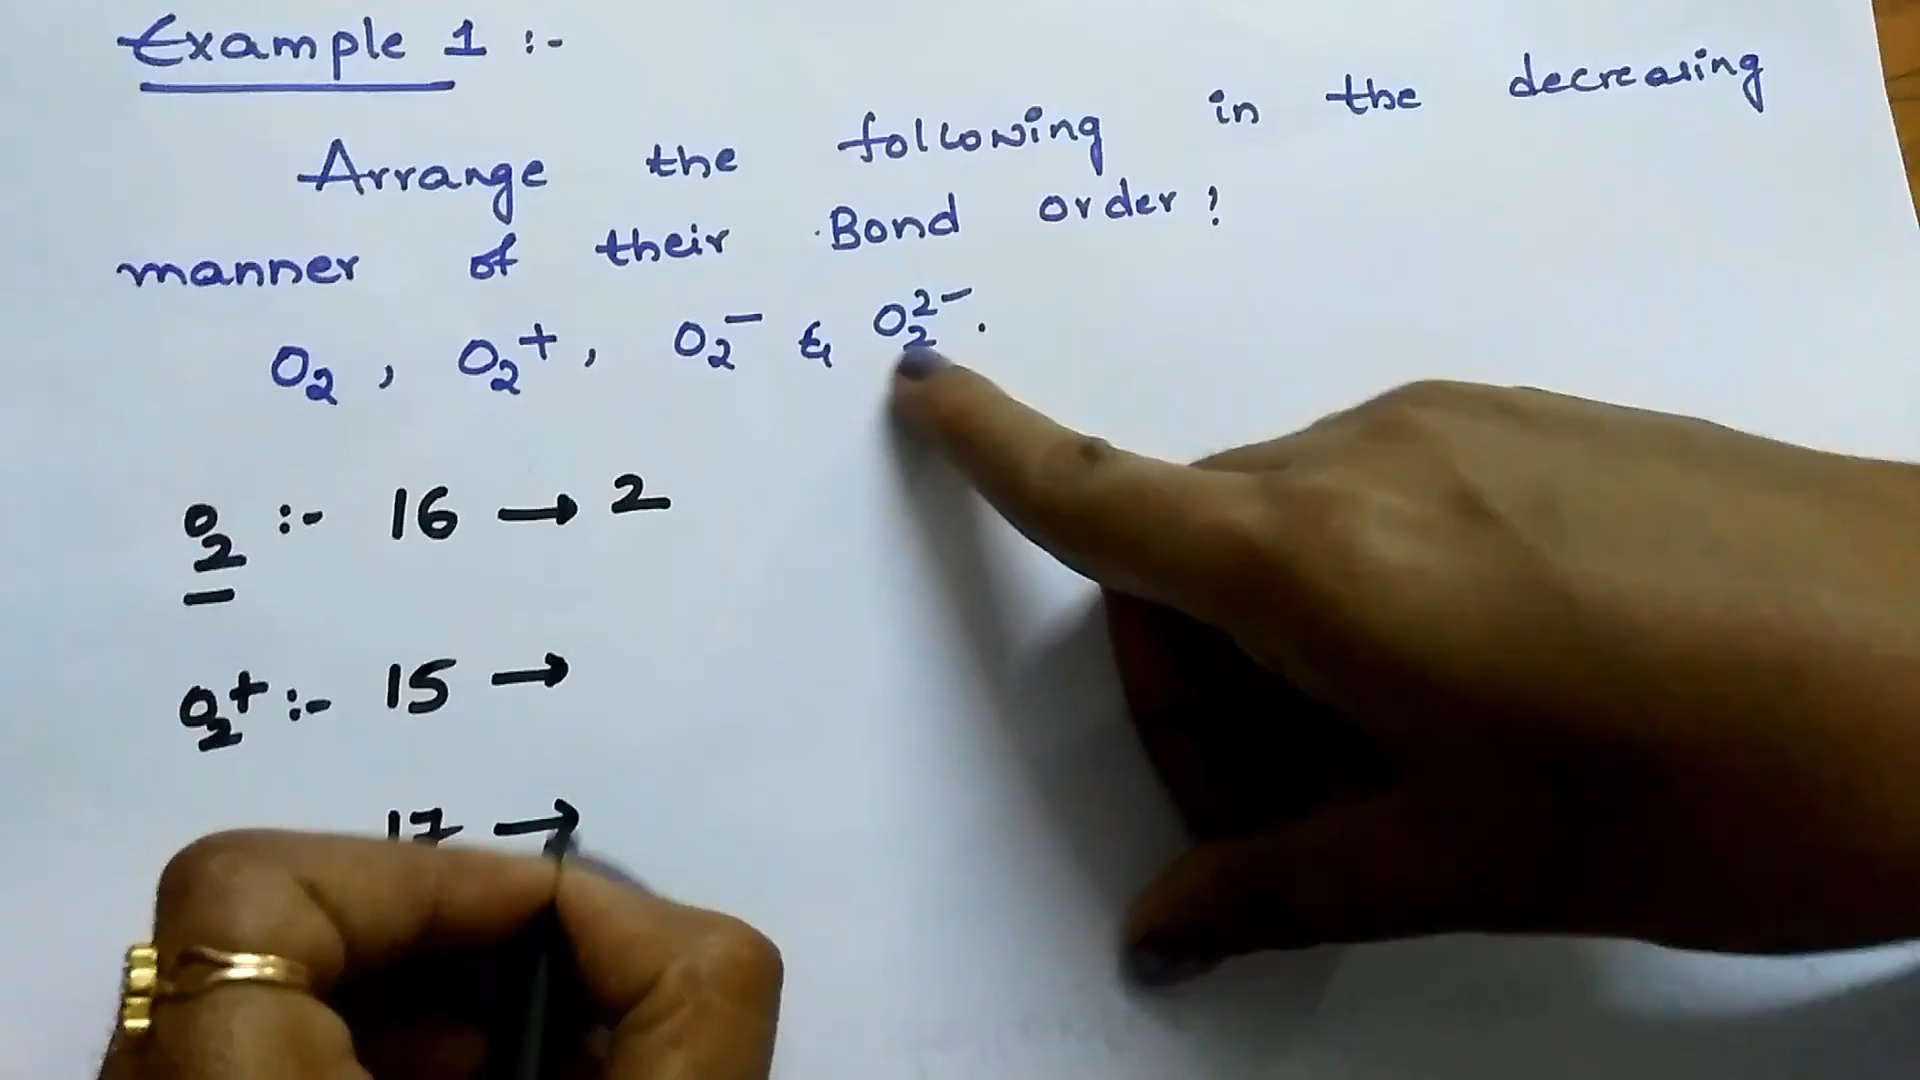 Example 1 :-
Arrange the following in the decreasing
manner of their Bond order?
O₂, O₂⁺, O₂⁻ & O₂²⁻.
O₂ :- 16 → 2
O₂⁺ :- 15 →
17 →